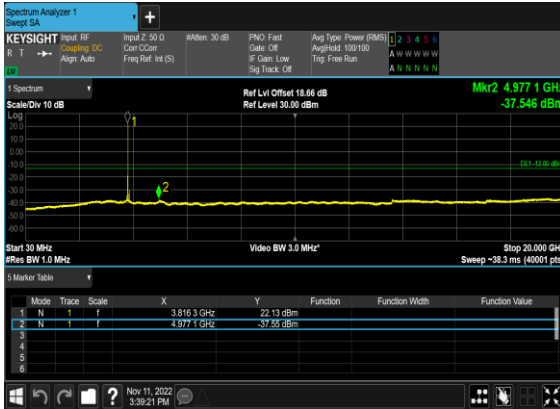 Spectrum Analyzer 1
Swept SA
+
KEYSIGHT Input: RF Input Z: 50 Ω #Atten: 30 dB PNO: Fast Avg Type: Power (RMS) 1 2 3 4 5 6
R T Coupling: DC Corr CCorr Gate: Off Avg|Hold: 100/100 A W W W W W
Align: Auto Freq Ref: Int (S) IF Gain: Low Trig: Free Run
LXI Sig Track: Off A N N N N N
1 Spectrum Ref Lvl Offset 18.66 dB Mkr2 4.977 1 GHz
Scale/Div 10 dB Ref Level 30.00 dBm -37.546 dBm
Log
20.0
10.0
0.00
-10.0
-20.0
-30.0
-40.0
-50.0
-60.0
1
2
DL1 -13.00 dBm
Start 30 MHz Video BW 3.0 MHz* Stop 20.000 GHz
#Res BW 1.0 MHz Sweep ~38.3 ms (40001 pts)
5 Marker Table
Mode Trace Scale X Y Function Function Width Function Value
1 N 1 f 3.816 3 GHz 22.13 dBm
2 N 1 f 4.977 1 GHz -37.55 dBm
3
4
5
6
? Nov 11, 2022
3:39:21 PM